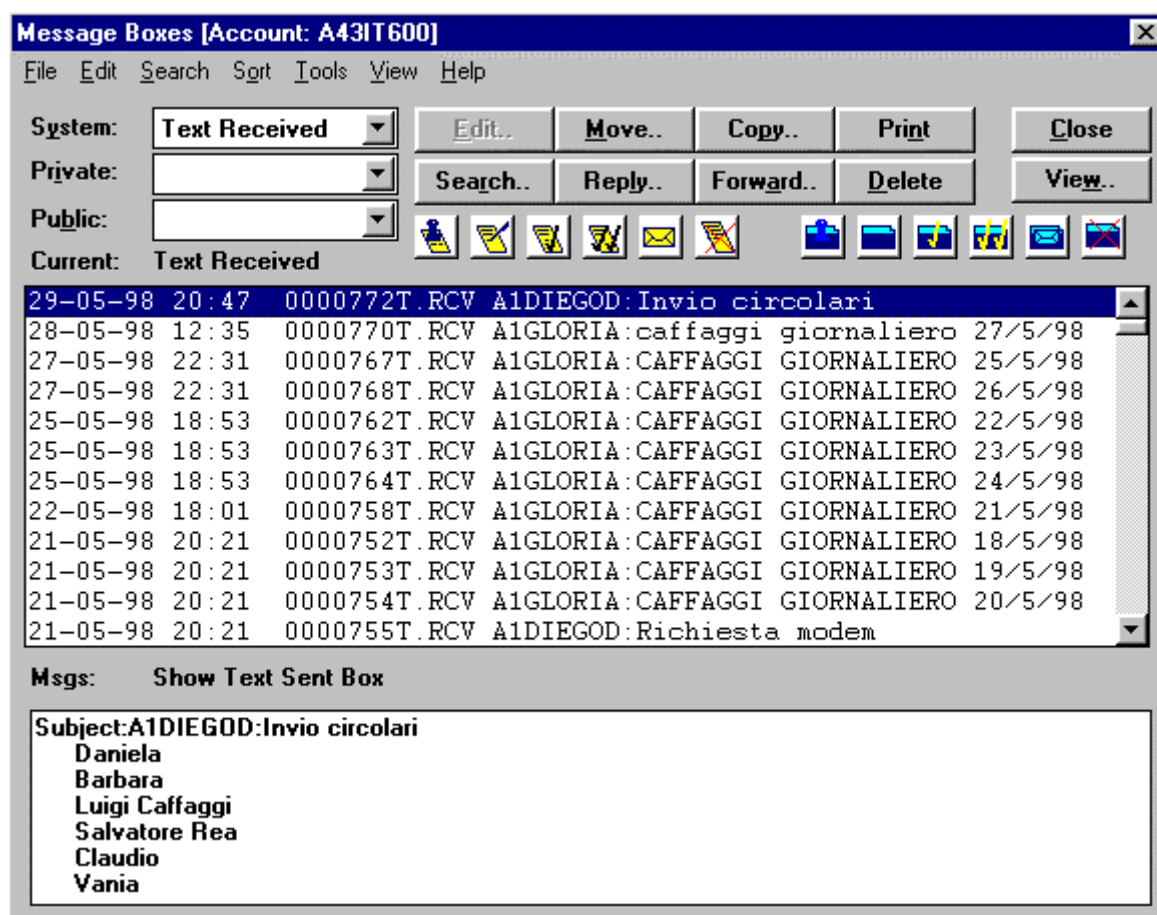 Message Boxes [Account: A43IT600]
File Edit Search Sort Tools View Help
System: Text Received Edit.. Move.. Copy.. Print Close
Private: Search.. Reply.. Forward.. Delete View..
Public:
Current: Text Received
29-05-98 20:47 0000772T.RCV A1DIEGOD:Invio circolari
28-05-98 12:35 0000770T.RCV A1GLORIA:caffaggi giornaliero 27/5/98
27-05-98 22:31 0000767T.RCV A1GLORIA:CAFFAGGI GIORNALIERO 25/5/98
27-05-98 22:31 0000768T.RCV A1GLORIA:CAFFAGGI GIORNALIERO 26/5/98
25-05-98 18:53 0000762T.RCV A1GLORIA:CAFFAGGI GIORNALIERO 22/5/98
25-05-98 18:53 0000763T.RCV A1GLORIA:CAFFAGGI GIORNALIERO 23/5/98
25-05-98 18:53 0000764T.RCV A1GLORIA:CAFFAGGI GIORNALIERO 24/5/98
22-05-98 18:01 0000758T.RCV A1GLORIA:CAFFAGGI GIORNALIERO 21/5/98
21-05-98 20:21 0000752T.RCV A1GLORIA:CAFFAGGI GIORNALIERO 18/5/98
21-05-98 20:21 0000753T.RCV A1GLORIA:CAFFAGGI GIORNALIERO 19/5/98
21-05-98 20:21 0000754T.RCV A1GLORIA:CAFFAGGI GIORNALIERO 20/5/98
21-05-98 20:21 0000755T.RCV A1DIEGOD:Richiesta modem
Msgs: Show Text Sent Box
Subject:A1DIEGOD:Invio circolari
Daniela
Barbara
Luigi Caffaggi
Salvatore Rea
Claudio
Vania